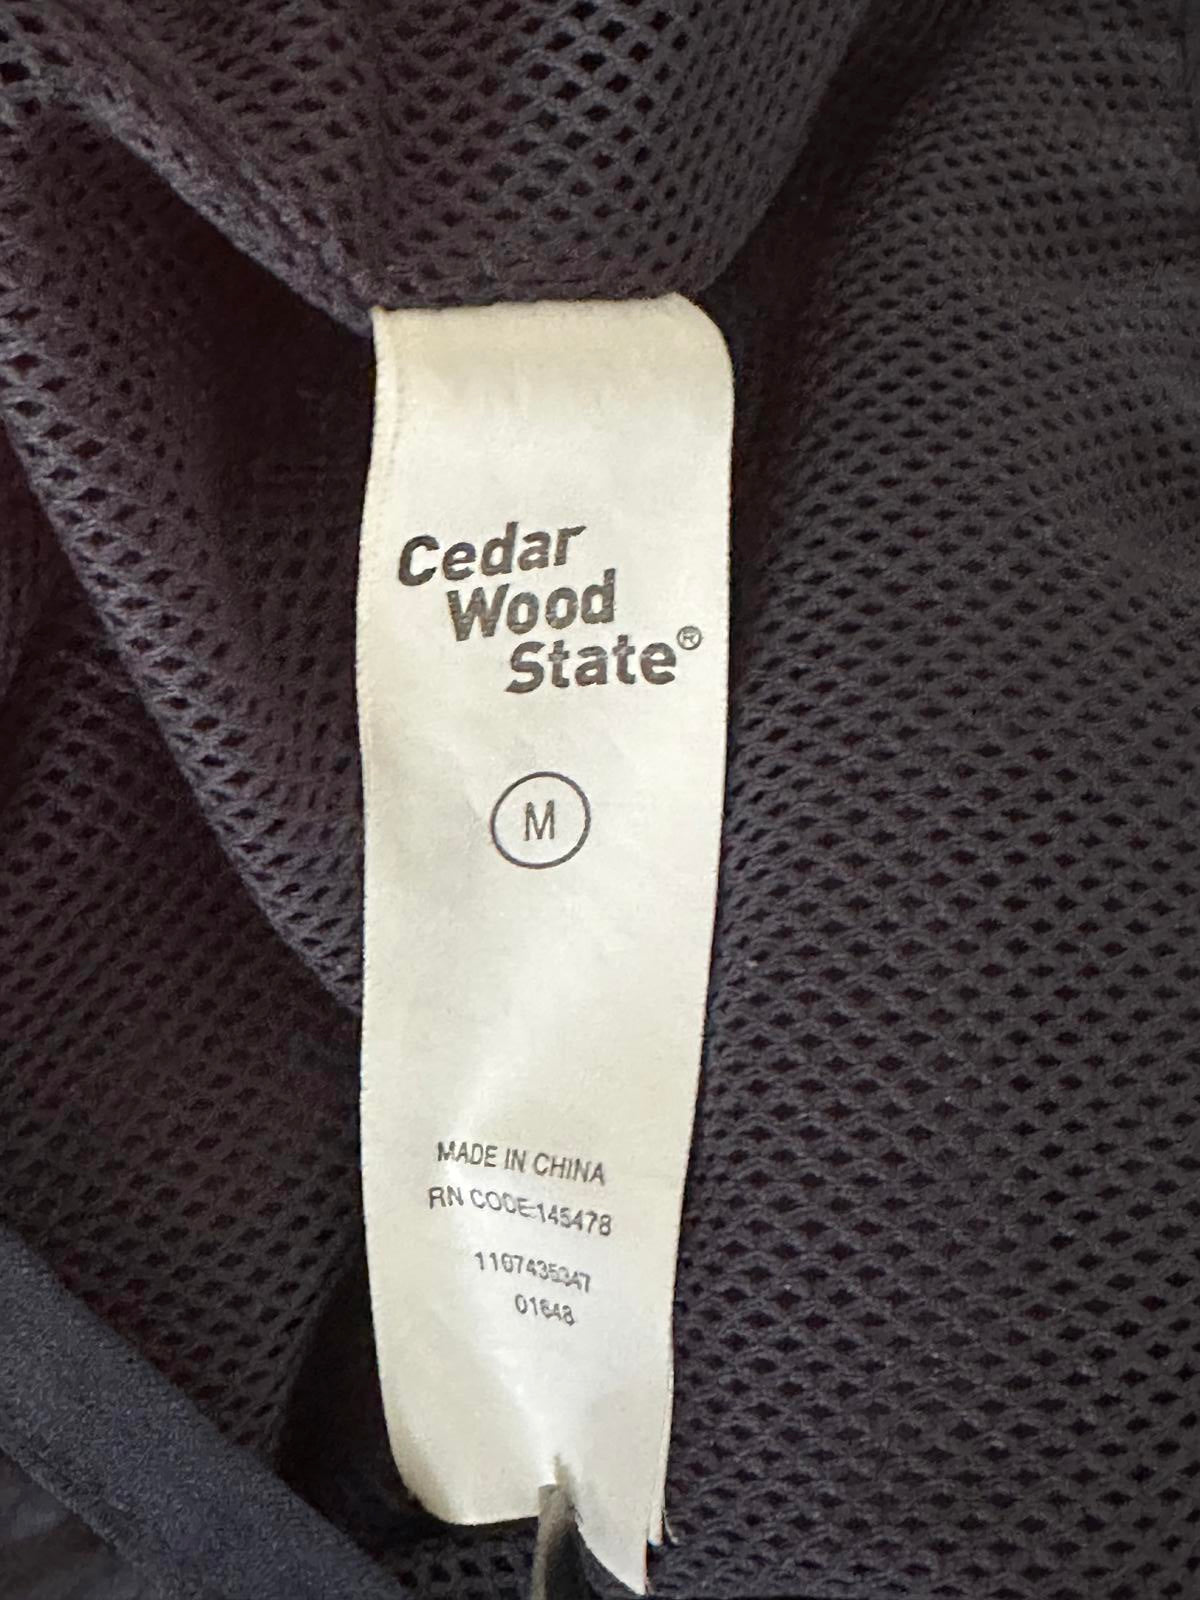 Cedar
Wood
State®
M
MADE IN CHINA
RN CODE:145478
1107435347
01648